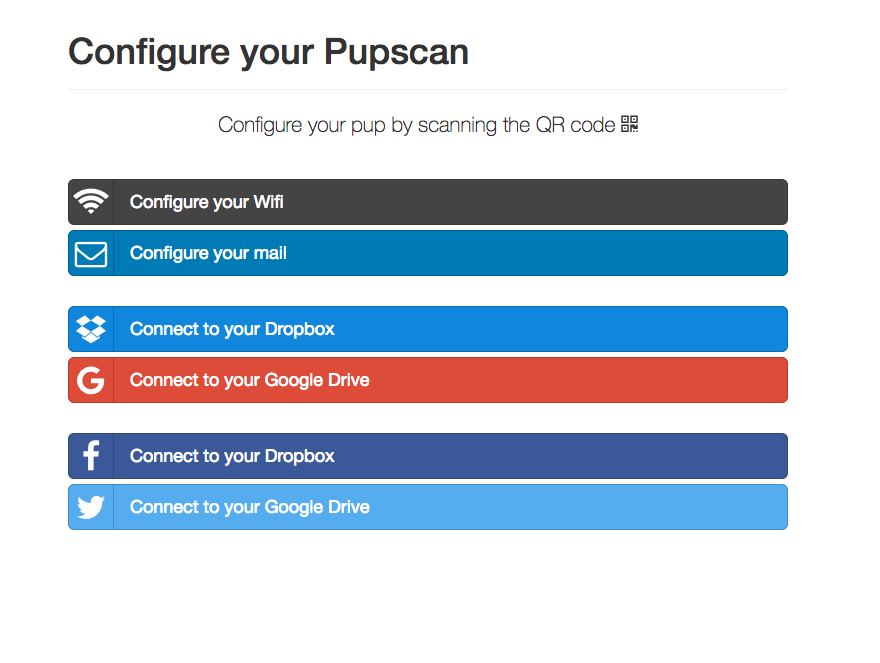 Configure your Pupscan
Configure your pup by scanning the QR code
Configure your Wifi
Configure your mail
Connect to your Dropbox
Connect to your Google Drive
Connect to your Dropbox
Connect to your Google Drive